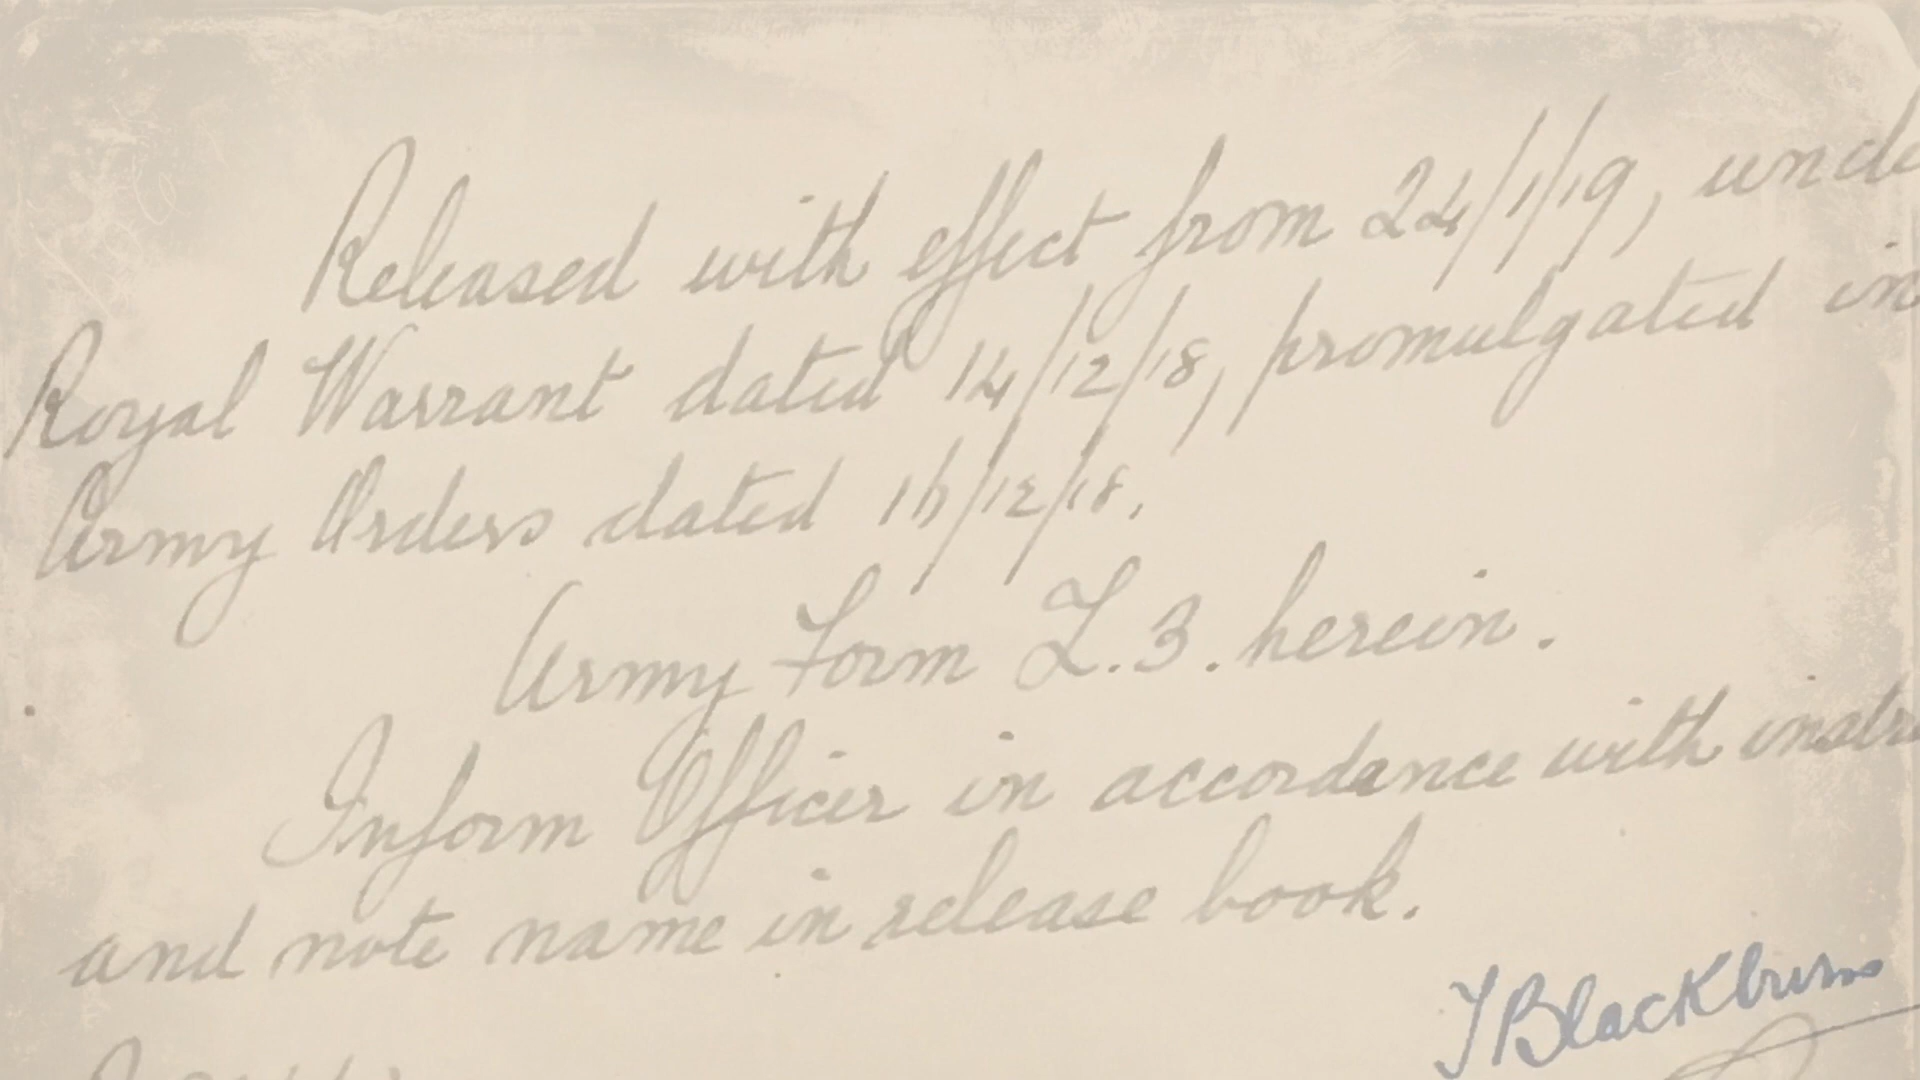 Released with effect from 24/1/19, unde
Royal Warrant dated 14/12/18, promulgated in
Army Orders dated 16/12/18.
Army Form Z.3. herein.
Inform Officer in accordance with instru
and note name in release book.
Blackburn